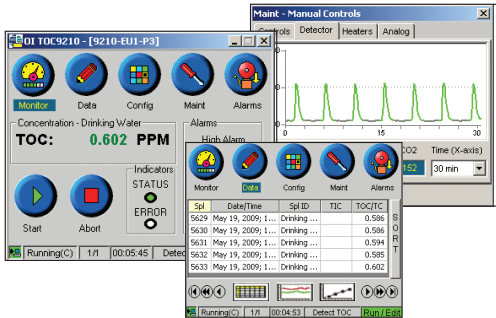 OI TOC9210 - [9210-EU1-P3]
Monitor Data Config Maint Alarms
Concentration - Drinking Water
TOC: 0.602 PPM
Alarms
High Alarm
Indicators
STATUS
ERROR
Start Abort
Running(C) 1/1 00:05:45 Detec
Maint - Manual Controls
Controls Detector Heaters Analog
0 15 30
CO2 Time (X-axis)
152 30 min
Monitor Data Config Maint Alarms
Spl Date/Time Spl ID TIC TOC/TC
5629 May 19, 2009; 1... Drinking ... 0.586
5630 May 19, 2009; 1... Drinking ... 0.586
5631 May 19, 2009; 1... Drinking ... 0.594
5632 May 19, 2009; 1... Drinking ... 0.585
5633 May 19, 2009; 1... Drinking ... 0.602
SORT
Running(C) 1/1 00:04:53 Detect TOC Run / Edit